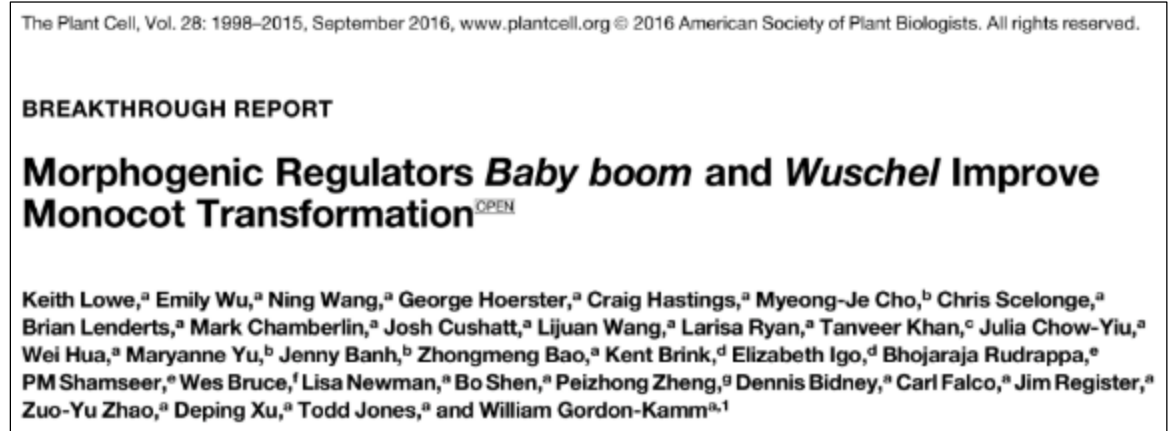 The Plant Cell, Vol. 28: 1998–2015, September 2016, www.plantcell.org © 2016 American Society of Plant Biologists. All rights reserved.
BREAKTHROUGH REPORT
Morphogenic Regulators Baby boom and Wuschel Improve
Monocot Transformation OPEN
Keith Lowe,a Emily Wu,a Ning Wang,a George Hoerster,a Craig Hastings,a Myeong-Je Cho,b Chris Scelonge,a
Brian Lenderts,a Mark Chamberlin,a Josh Cushatt,a Lijuan Wang,a Larisa Ryan,a Tanveer Khan,c Julia Chow-Yiu,a
Wei Hua,a Maryanne Yu,b Jenny Banh,b Zhongmeng Bao,a Kent Brink,d Elizabeth Igo,d Bhojaraja Rudrappa,e
PM Shamseer,e Wes Bruce,f Lisa Newman,a Bo Shen,a Peizhong Zheng,g Dennis Bidney,a Carl Falco,a Jim Register,a
Zuo-Yu Zhao,a Deping Xu,a Todd Jones,a and William Gordon-Kamma,1